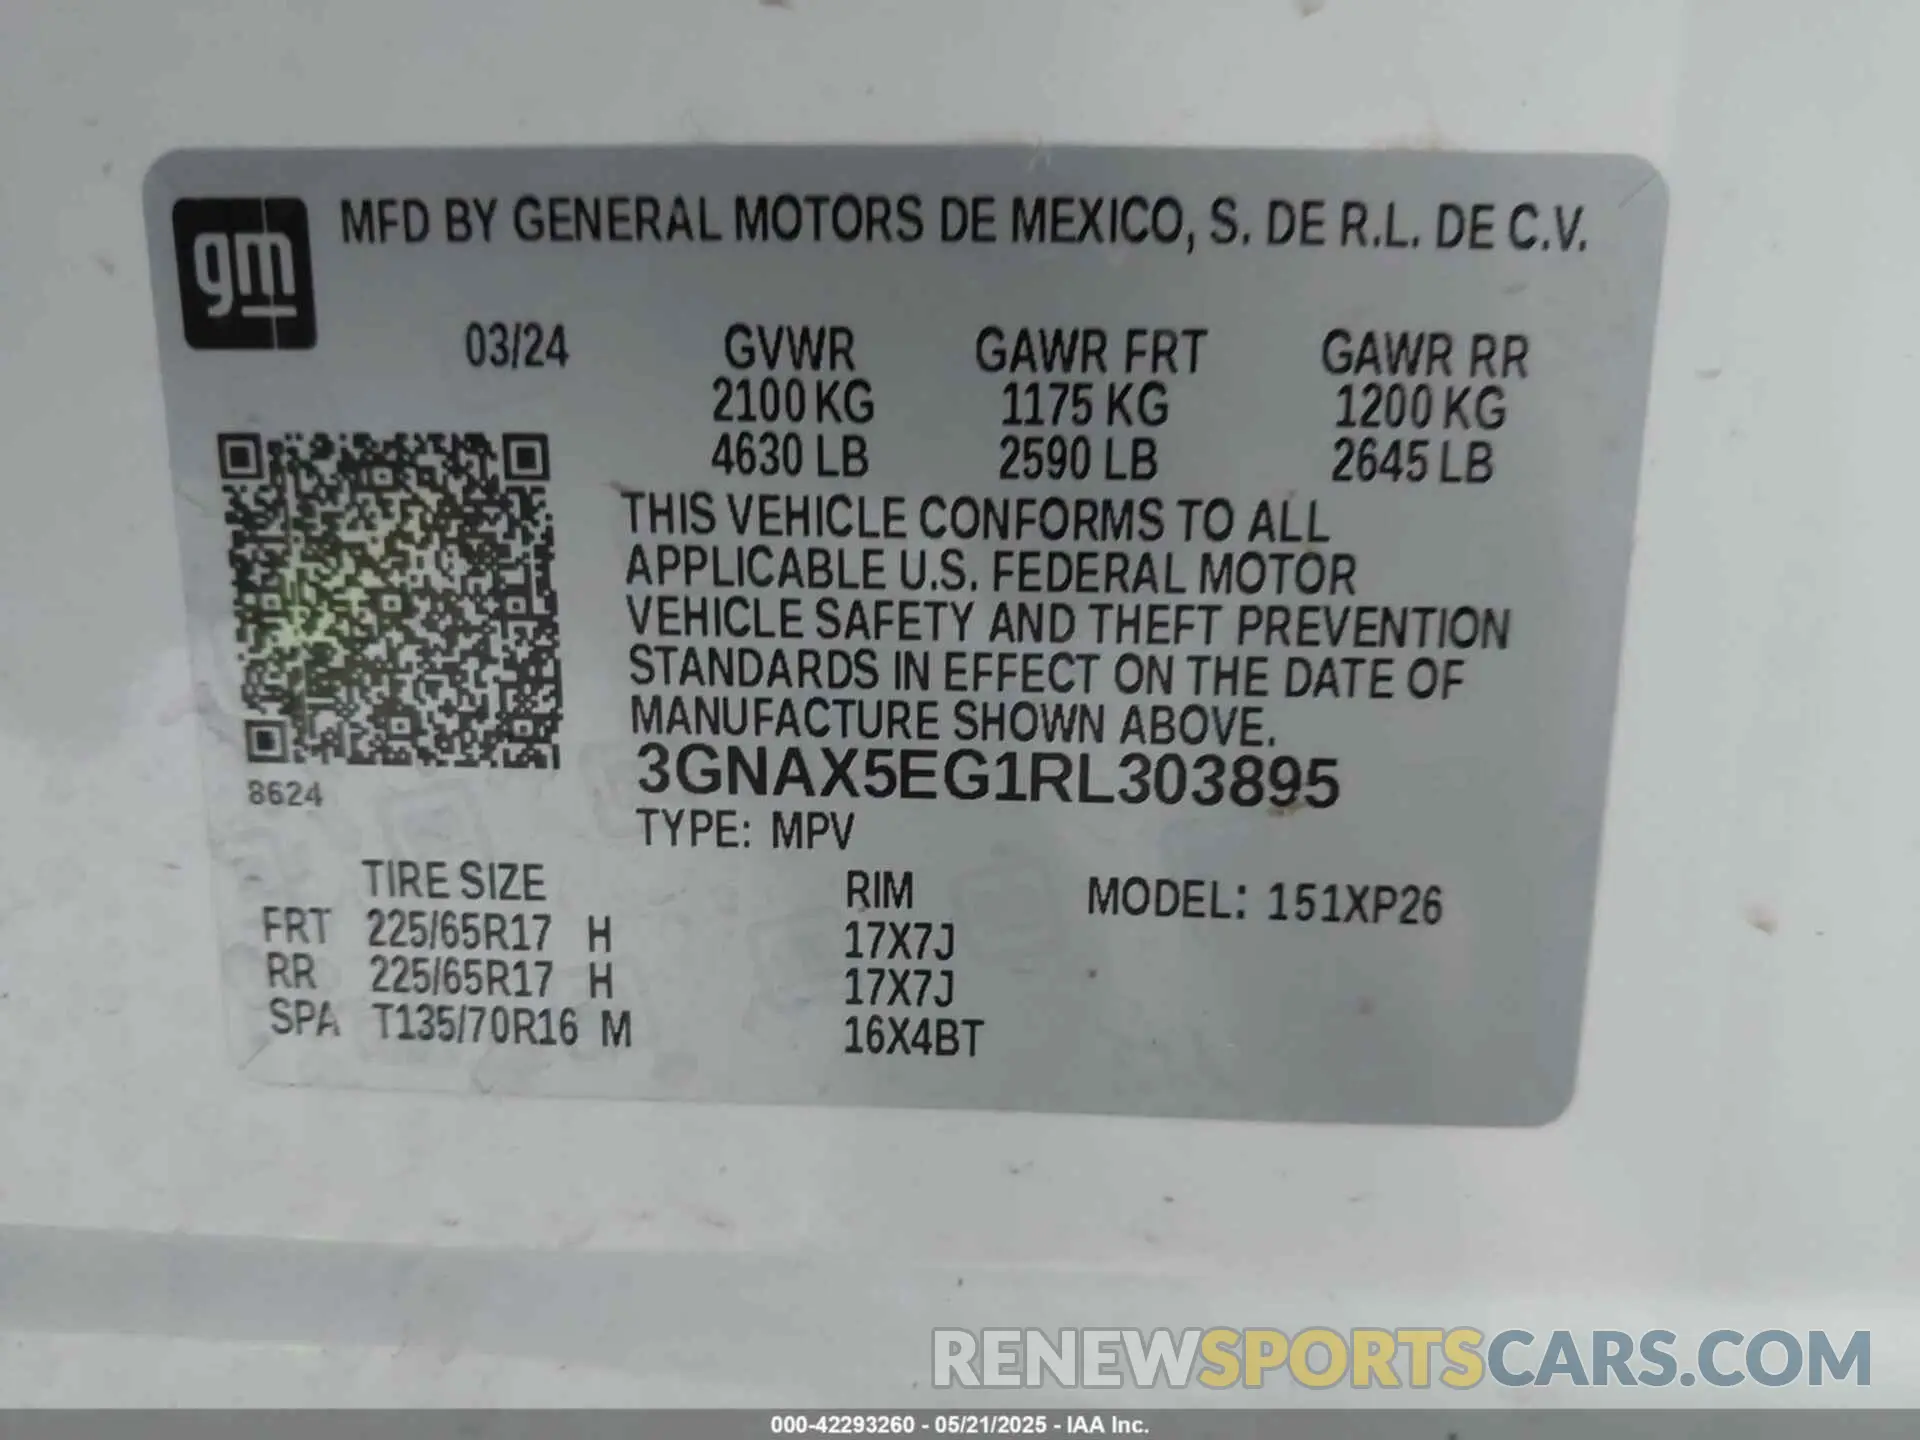 gm
MFD BY GENERAL MOTORS DE MEXICO, S. DE R.L. DE C.V.
03/24 GVWR GAWR FRT GAWR RR
2100 KG 1175 KG 1200 KG
4630 LB 2590 LB 2645 LB
THIS VEHICLE CONFORMS TO ALL
APPLICABLE U.S. FEDERAL MOTOR
VEHICLE SAFETY AND THEFT PREVENTION
STANDARDS IN EFFECT ON THE DATE OF
MANUFACTURE SHOWN ABOVE.
3GNAX5EG1RL303895
8624
TYPE: MPV
TIRE SIZE RIM MODEL: 151XP26
FRT 225/65R17 H 17X7J
RR 225/65R17 H 17X7J
SPA T135/70R16 M 16X4BT
RENEWSPORTSCARS.COM
000-42293260 - 05/21/2025 - IAA Inc.